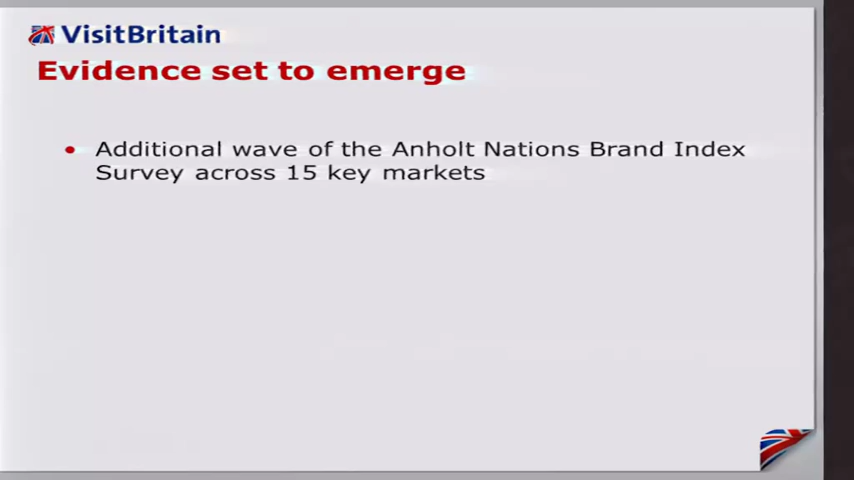 VisitBritain
Evidence set to emerge
• Additional wave of the Anholt Nations Brand Index
Survey across 15 key markets